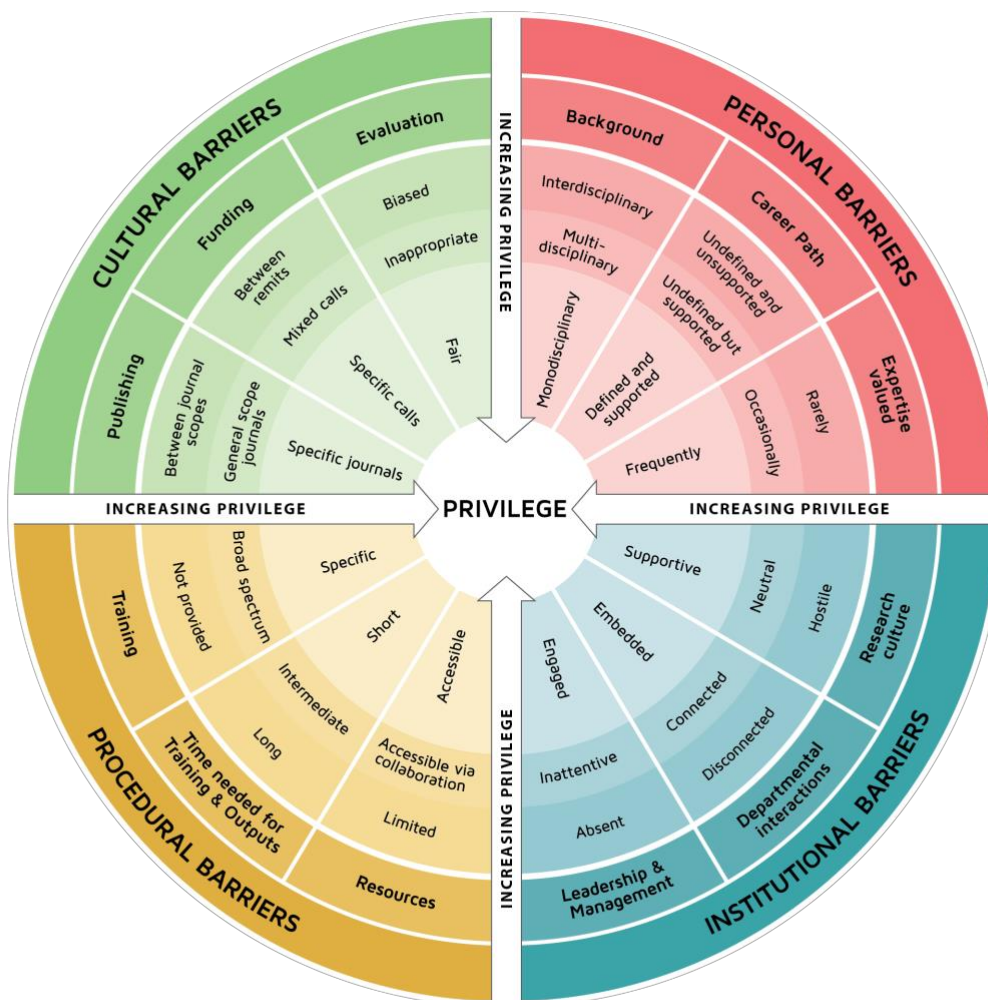 CULTURAL BARRIERS
Evaluation
Biased
Inappropriate
Fair
Funding
Between
remits
Mixed calls
Specific calls
Publishing
Between journal
scopes
General scope
journals
Specific journals
INCREASING PRIVILEGE
PERSONAL BARRIERS
Background
Interdisciplinary
Multi-
disciplinary
Monodisciplinary
Career Path
Undefined and
unsupported
Undefined but
supported
Defined and
supported
Expertise
valued
Rarely
Occasionally
Frequently
INCREASING PRIVILEGE
PRIVILEGE
INCREASING PRIVILEGE
PROCEDURAL BARRIERS
Training
Not provided
Broad spectrum
Specific
Time needed for
Training & Outputs
Long
Intermediate
Short
Resources
Limited
Accessible via
collaboration
Accessible
INCREASING PRIVILEGE
INSTITUTIONAL BARRIERS
Research
culture
Hostile
Neutral
Supportive
Departmental
interactions
Disconnected
Connected
Embedded
Leadership &
Management
Absent
Inattentive
Engaged